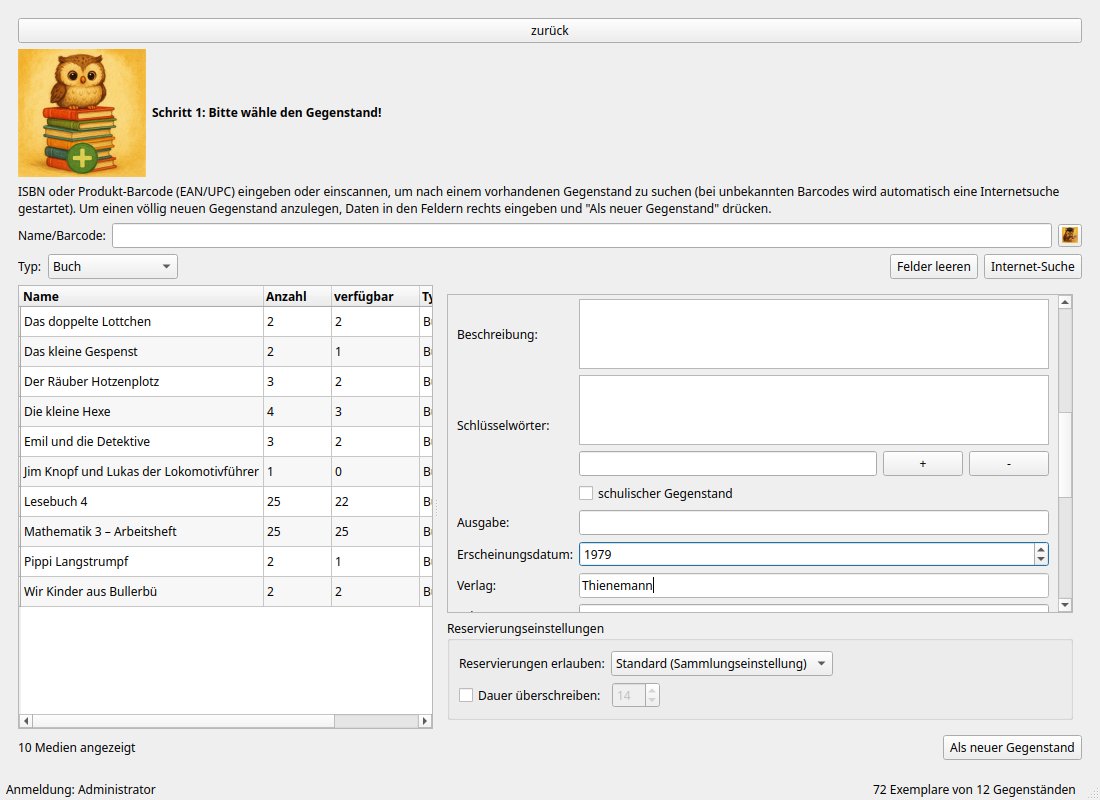 zurück
Schritt 1: Bitte wähle den Gegenstand!
ISBN oder Produkt-Barcode (EAN/UPC) eingeben oder einscannen, um nach einem vorhandenen Gegenstand zu suchen (bei unbekannten Barcodes wird automatisch eine Internetsuche
gestartet). Um einen völlig neuen Gegenstand anzulegen, Daten in den Feldern rechts eingeben und "Als neuer Gegenstand" drücken.
Name/Barcode:
Typ: Buch Felder leeren Internet-Suche
Name Anzahl verfügbar
Das doppelte Lottchen 2 2
Das kleine Gespenst 2 1
Der Räuber Hotzenplotz 3 2
Die kleine Hexe 4 3
Emil und die Detektive 3 2
Jim Knopf und Lukas der Lokomotivführer 1 0
Lesebuch 4 25 22
Mathematik 3 – Arbeitsheft 25 25
Pippi Langstrumpf 2 1
Wir Kinder aus Bullerbü 2 2
Beschreibung:
Schlüsselwörter:
+ -
schulischer Gegenstand
Ausgabe:
Erscheinungsdatum: 1979
Verlag: Thienemann
Reservierungseinstellungen
Reservierungen erlauben: Standard (Sammlungseinstellung)
Dauer überschreiben: 14
10 Medien angezeigt
Als neuer Gegenstand
Anmeldung: Administrator
72 Exemplare von 12 Gegenständen